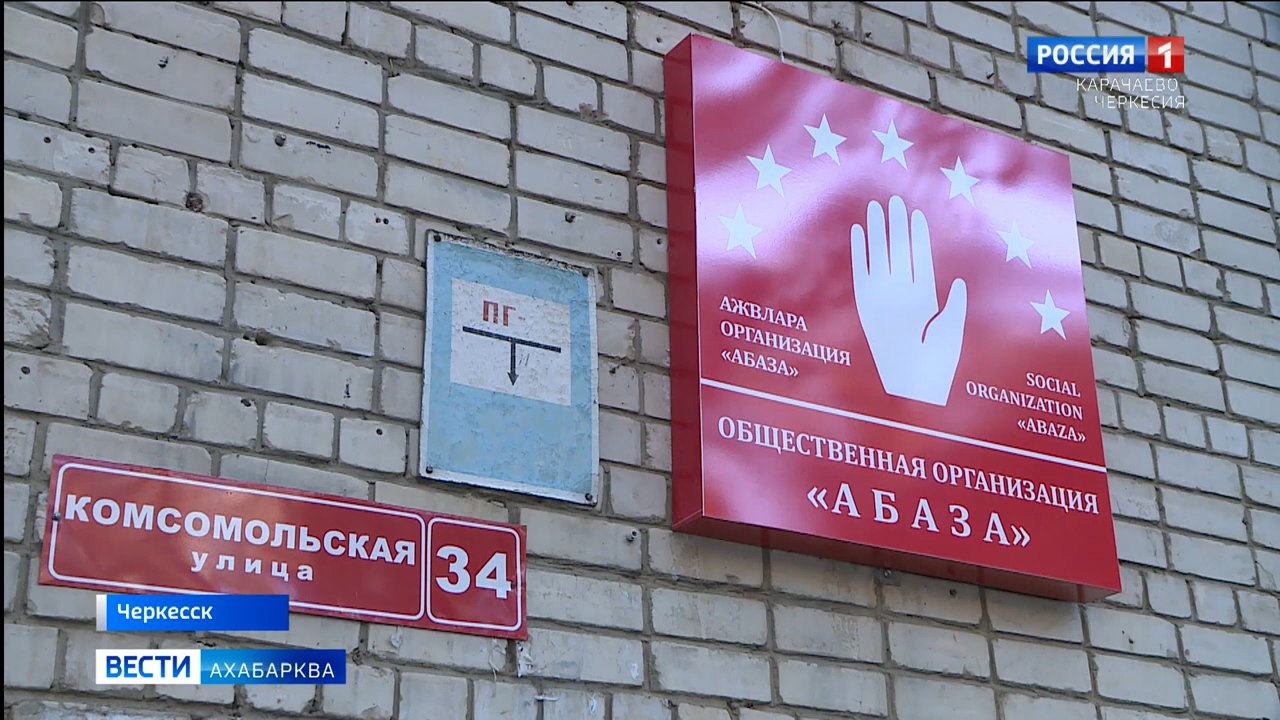 РОССИЯ 1
КАРАЧАЕВО
ЧЕРКЕСИЯ
АЖВЛАРА
ОРГАНИЗАЦИЯ
«АБАЗА»
SOCIAL
ORGANIZATION
«ABAZA»
ОБЩЕСТВЕННАЯ ОРГАНИЗАЦИЯ
«АБАЗА»
ПГ-
КОМСОМОЛЬСКАЯ
улица
34
Черкесск
ВЕСТИ АХАБАРКВА